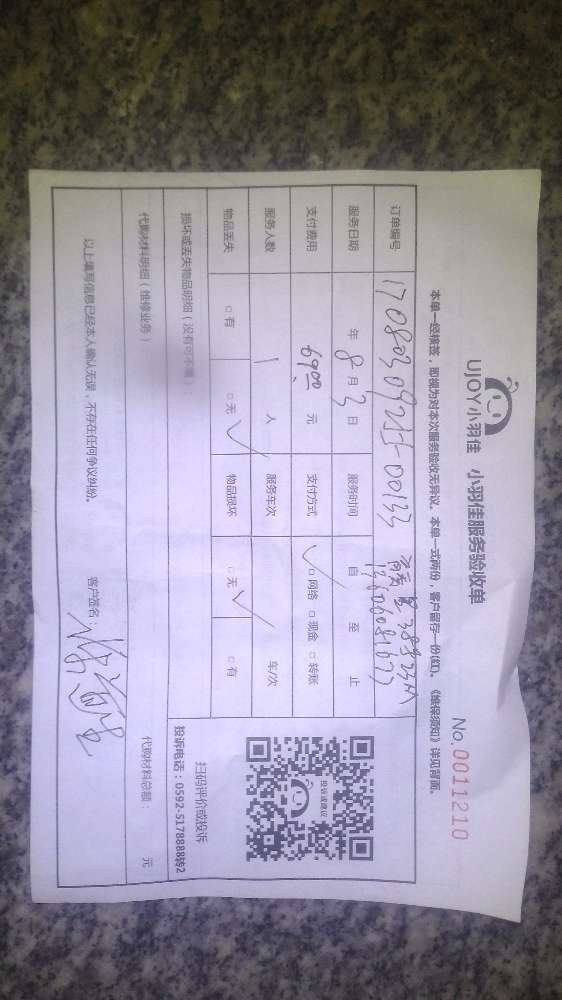 UJOY小羽佳 小羽佳服务验收单
No.0011210
本单一经核签，即视为对本次服务验收无异议。本单一式两份，客户留存一份(红)。《维保须知》详见背面。
订单编号 170803092 00133 38 23
服务日期 年 8 月 3 日 服务时间 自 至 止
支付费用 6900 元 支付方式 ✓□网络 □现金 □转账
服务人数 1 人 服务车次 车/次
物品丢失 □有 □无✓ 物品损坏 □无✓ □有
扫码评价或投诉
投诉电话：0592-5178888转2
损坏或丢失物品明细（没有可不填）：
代购材料明细（维修业务） 代购材料总额： 元
以上填写信息已经本人确认无误，不存在任何争议纠纷。 客户签名：